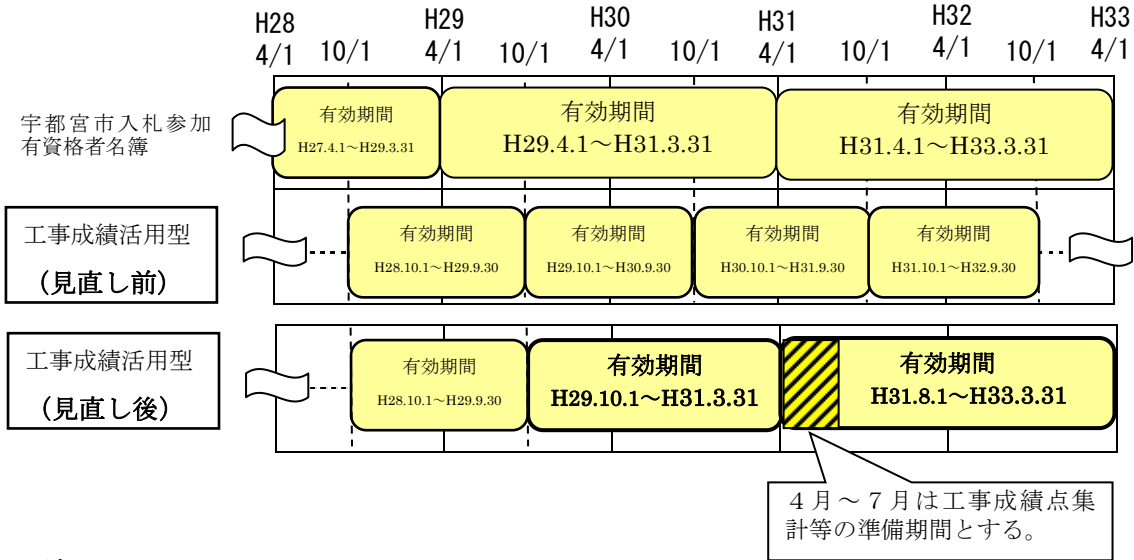 H28 H29 H30 H31 H32 H33
4/1 10/1 4/1 10/1 4/1 10/1 4/1 10/1 4/1 10/1 4/1
宇都宮市入札参加
有資格者名簿
有効期間
H27.4.1～H29.3.31
有効期間
H29.4.1～H31.3.31
有効期間
H31.4.1～H33.3.31
工事成績活用型
（見直し前）
有効期間
H28.10.1～H29.9.30
有効期間
H29.10.1～H30.9.30
有効期間
H30.10.1～H31.9.30
有効期間
H31.10.1～H32.9.30
工事成績活用型
（見直し後）
有効期間
H28.10.1～H29.9.30
有効期間
H29.10.1～H31.3.31
有効期間
H31.8.1～H33.3.31
４月～７月は工事成績点集
計等の準備期間とする。